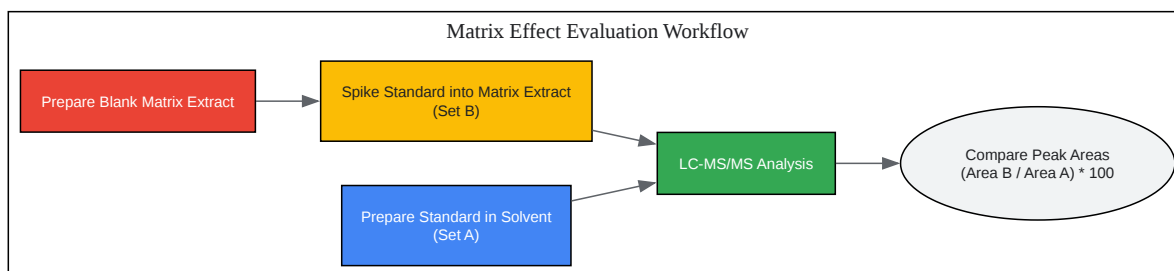 Matrix Effect Evaluation Workflow
Prepare Blank Matrix Extract
Spike Standard into Matrix Extract
(Set B)
Prepare Standard in Solvent
(Set A)
LC-MS/MS Analysis
Compare Peak Areas
(Area B / Area A) * 100